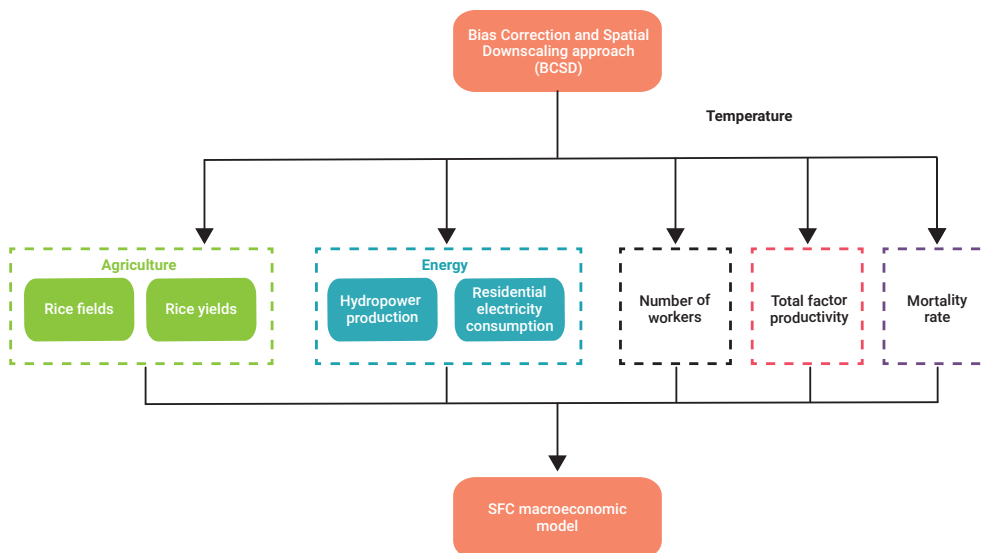 Bias Correction and Spatial
Downscaling approach
(BCSD)
Temperature
Agriculture
Rice fields
Rice yields
Energy
Hydropower
production
Residential
electricity
consumption
Number of
workers
Total factor
productivity
Mortality
rate
SFC macroeconomic
model